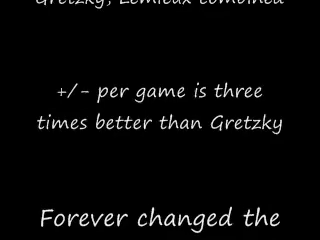 Gretzky, Lemieux combined
+/- per game is three
times better than Gretzky
Forever changed the